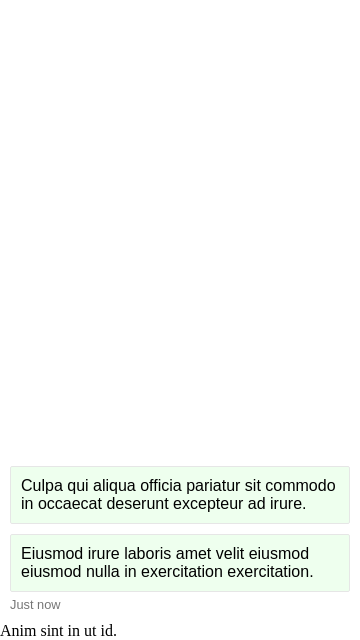 Culpa qui aliqua officia pariatur sit commodo
in occaecat deserunt excepteur ad irure.
Eiusmod irure laboris amet velit eiusmod
eiusmod nulla in exercitation exercitation.
Just now
Anim sint in ut id.